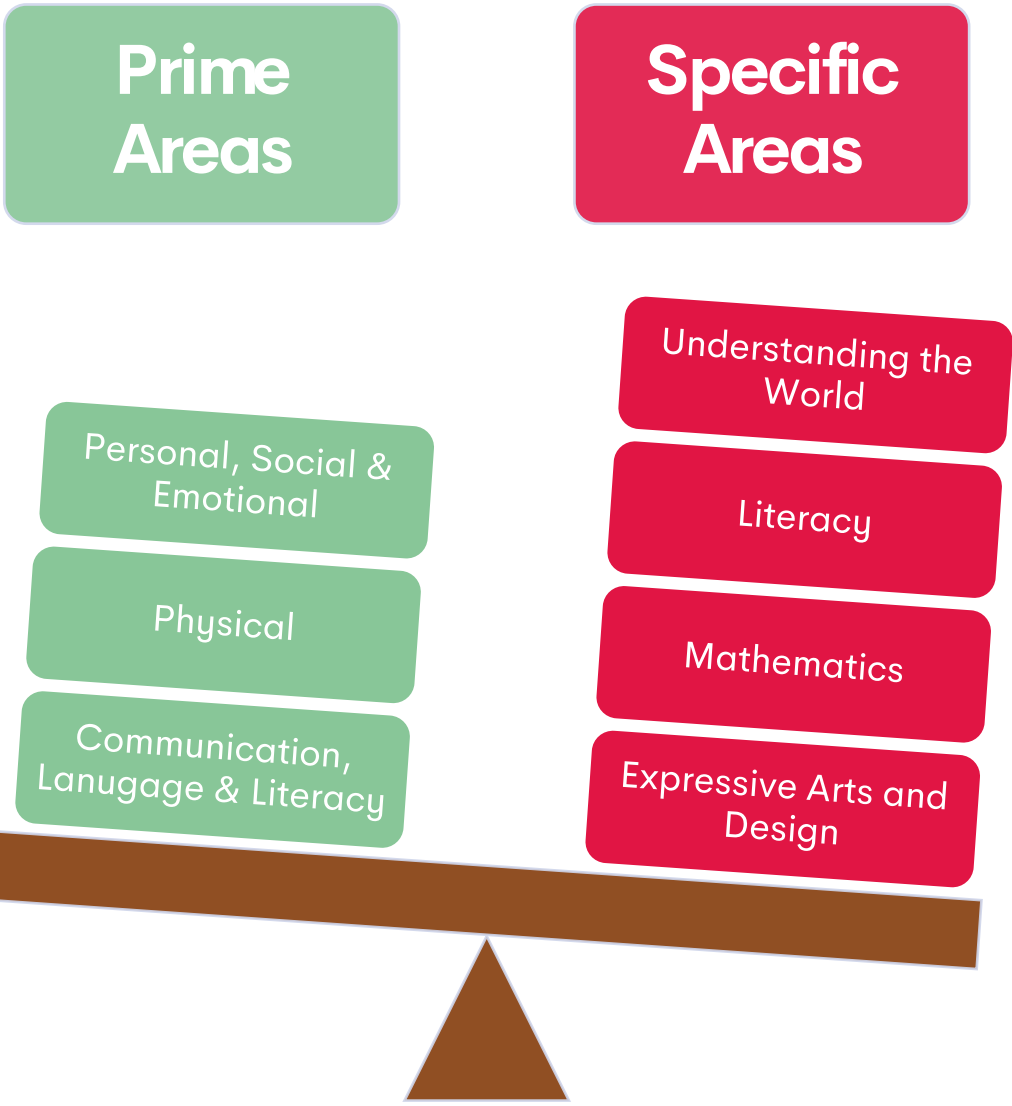 Prime
Areas
Specific
Areas
Personal, Social &
Emotional
Physical
Communication,
Lanugage & Literacy
Understanding the
World
Literacy
Mathematics
Expressive Arts and
Design